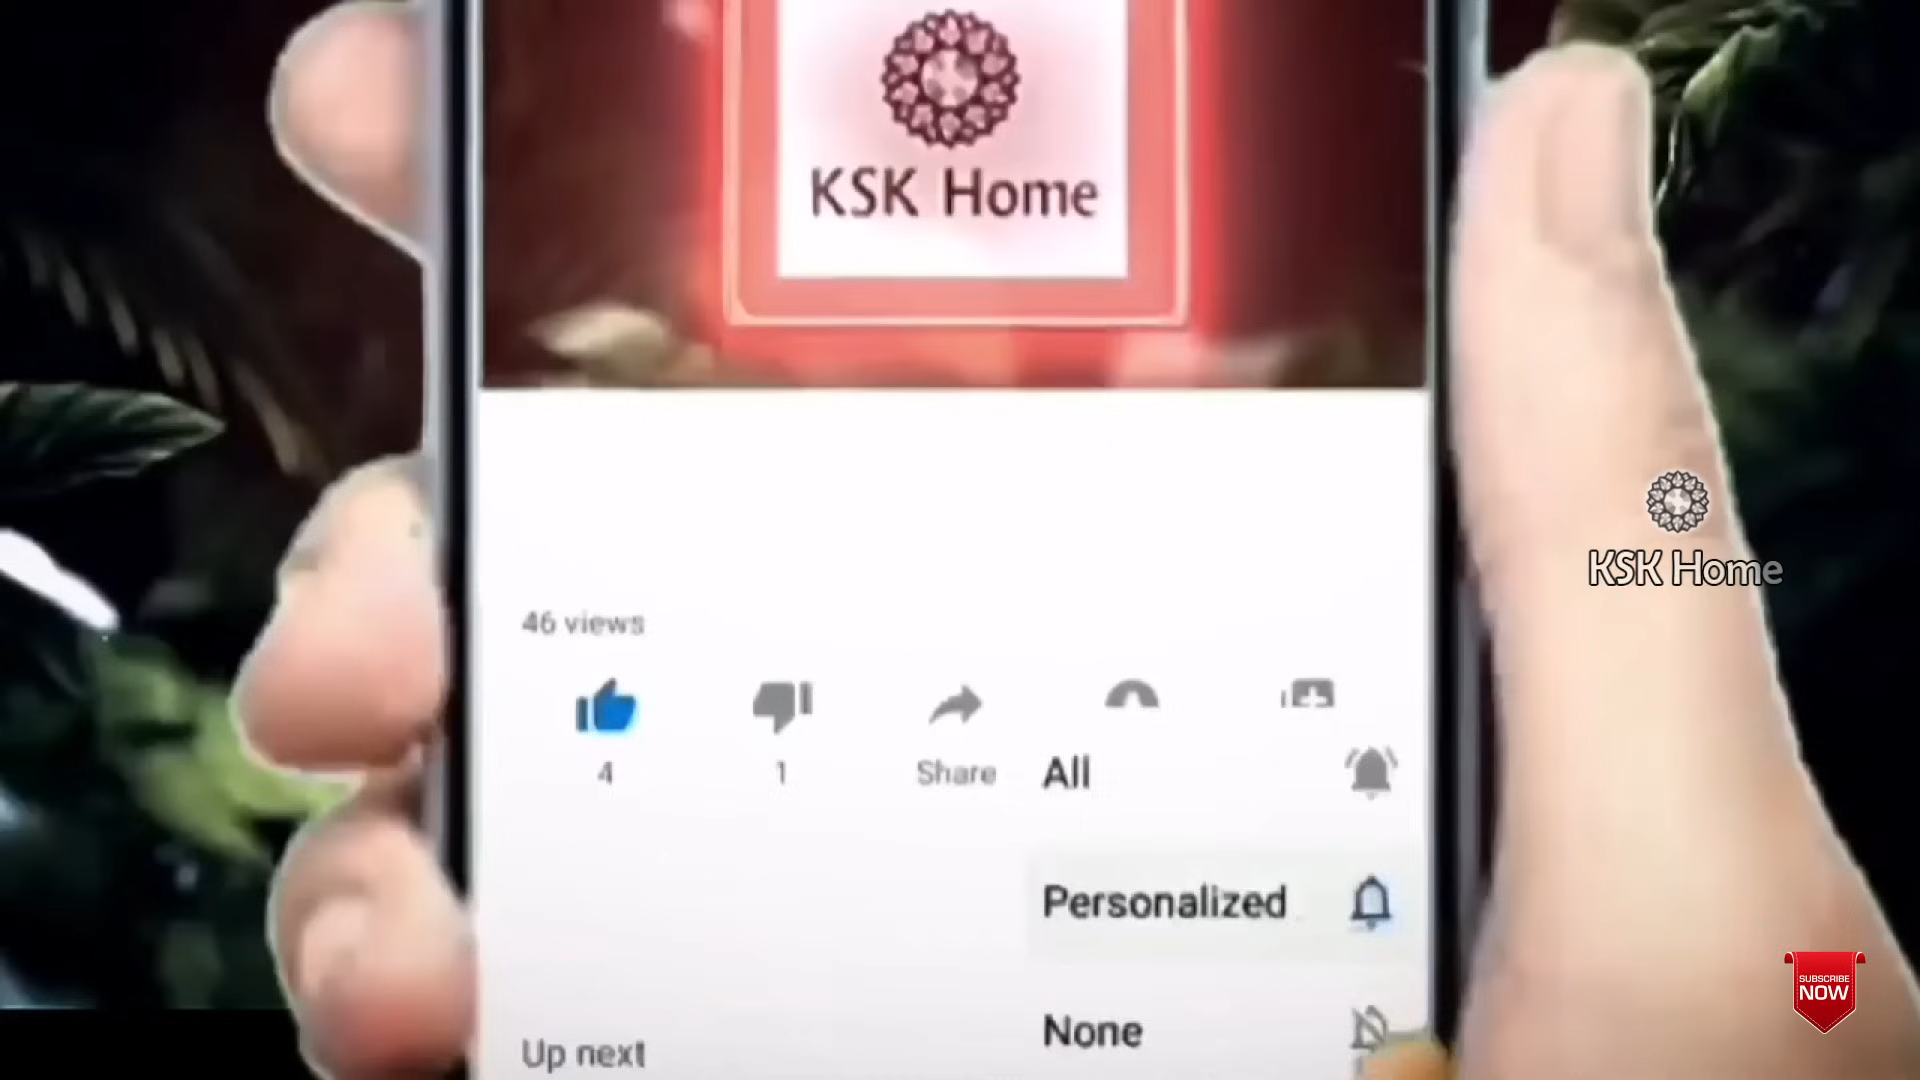 KSK Home
46 views
4
1
Share
All
Personalized
None
Up next
KSK Home
SUBSCRIBE
NOW